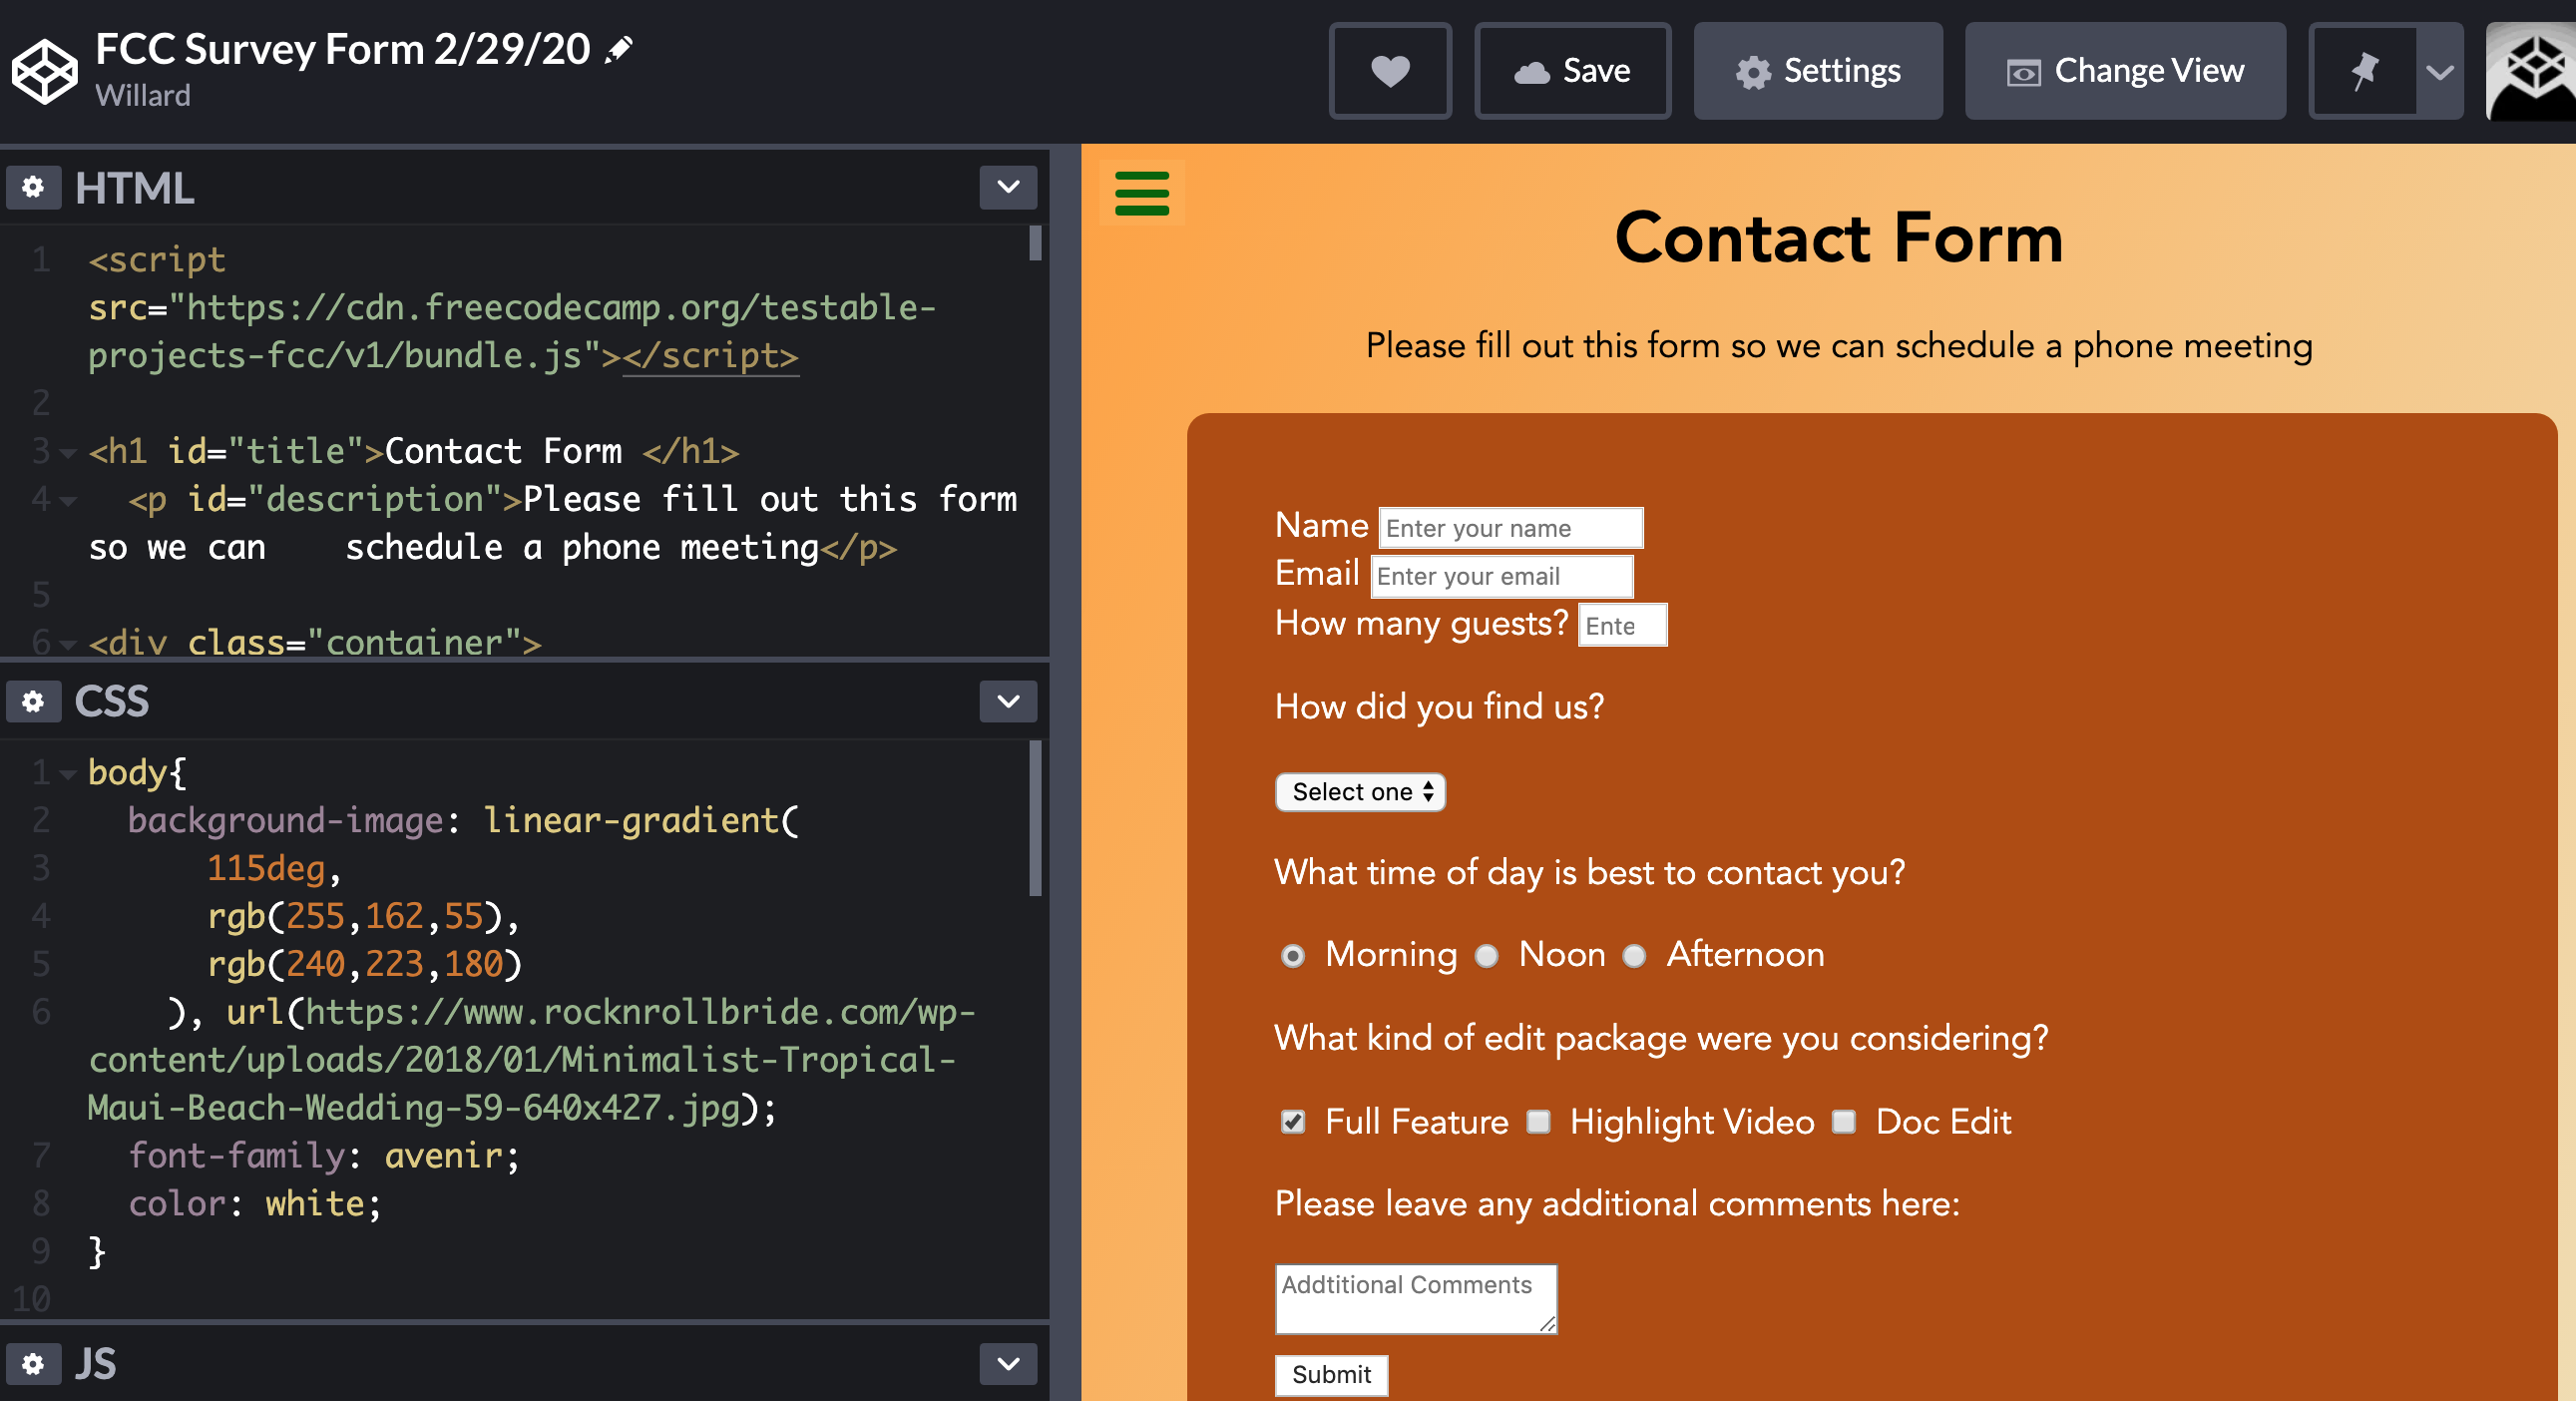 FCC Survey Form 2/29/20
Willard
Save
Settings
Change View
HTML
1 <script
src="https://cdn.freecodecamp.org/testable-
projects-fcc/v1/bundle.js"></script>
2
3 <h1 id="title">Contact Form </h1>
4   <p id="description">Please fill out this form
so we can    schedule a phone meeting</p>
5
6 <div class="container">
CSS
1 body{
2   background-image: linear-gradient(
3       115deg,
4       rgb(255,162,55),
5       rgb(240,223,180)
6     ), url(https://www.rocknrollbride.com/wp-
content/uploads/2018/01/Minimalist-Tropical-
Maui-Beach-Wedding-59-640x427.jpg);
7   font-family: avenir;
8   color: white;
9 }
10
JS
Contact Form
Please fill out this form so we can schedule a phone meeting
Name Enter your name
Email Enter your email
How many guests? Ente
How did you find us?
Select one
What time of day is best to contact you?
Morning Noon Afternoon
What kind of edit package were you considering?
Full Feature Highlight Video Doc Edit
Please leave any additional comments here:
Addtitional Comments
Submit